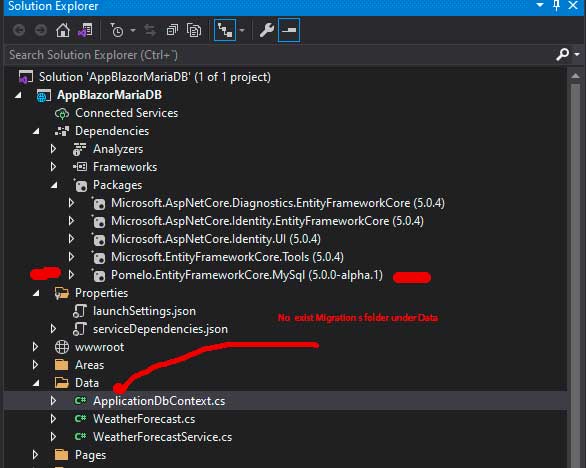 Solution Explorer
Search Solution Explorer (Ctrl+¨)
Solution 'AppBlazorMariaDB' (1 of 1 project)
AppBlazorMariaDB
Connected Services
Dependencies
Analyzers
Frameworks
Packages
Microsoft.AspNetCore.Diagnostics.EntityFrameworkCore (5.0.4)
Microsoft.AspNetCore.Identity.EntityFrameworkCore (5.0.4)
Microsoft.AspNetCore.Identity.UI (5.0.4)
Microsoft.EntityFrameworkCore.Tools (5.0.4)
Pomelo.EntityFrameworkCore.MySql (5.0.0-alpha.1)
Properties
launchSettings.json
No exist Migration s folder under Data
serviceDependencies.json
wwwroot
Areas
Data
C# ApplicationDbContext.cs
C# WeatherForecast.cs
C# WeatherForecastService.cs
Pages